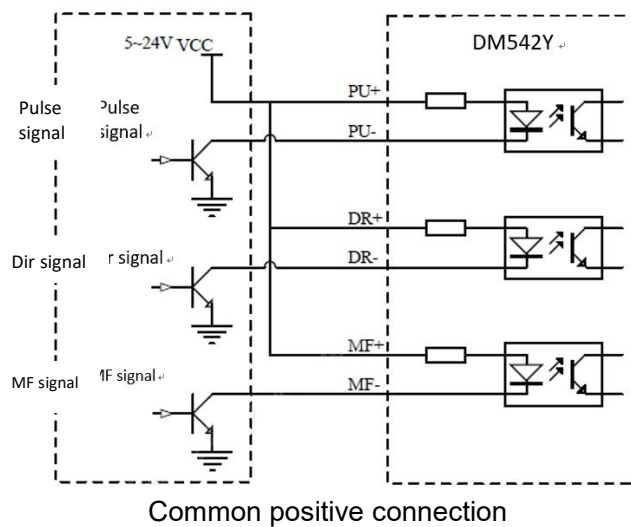 5~24V VCC
DM542Y
PU+
Pulse signal
Pulse signal
PU-
DR+
Dir signal
r signal
DR-
MF+
MF signal
MF signal
MF-
Common positive connection